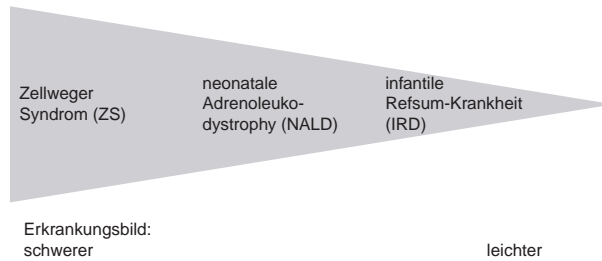 Zellweger
Syndrom (ZS)
neonatale
Adrenoleuko-
dystrophy (NALD)
infantile
Refsum-Krankheit
(IRD)
Erkrankungsbild:
schwerer
leichter